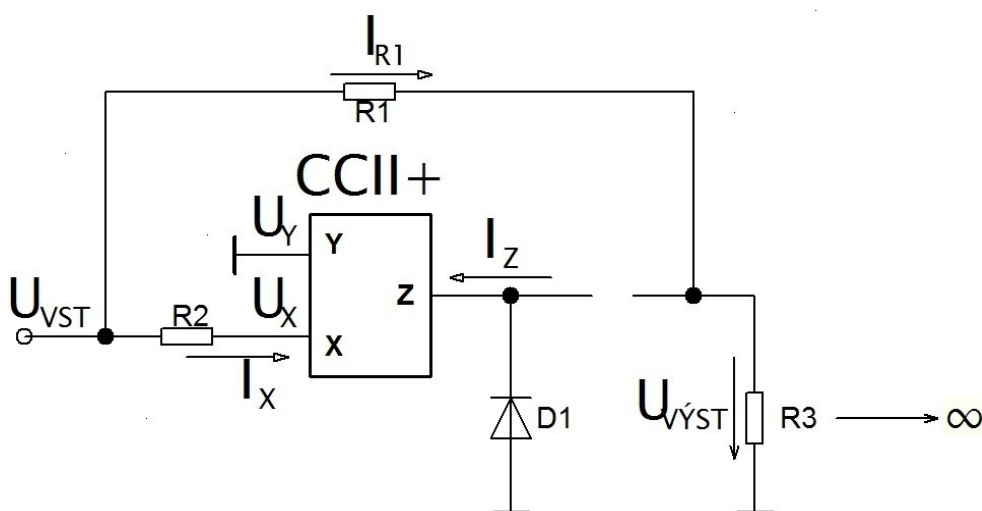 IR1
R1
CCII+
UY
Y
IZ
UVST
R2
UX
Z
X
IX
D1
UVÝST
R3
∞